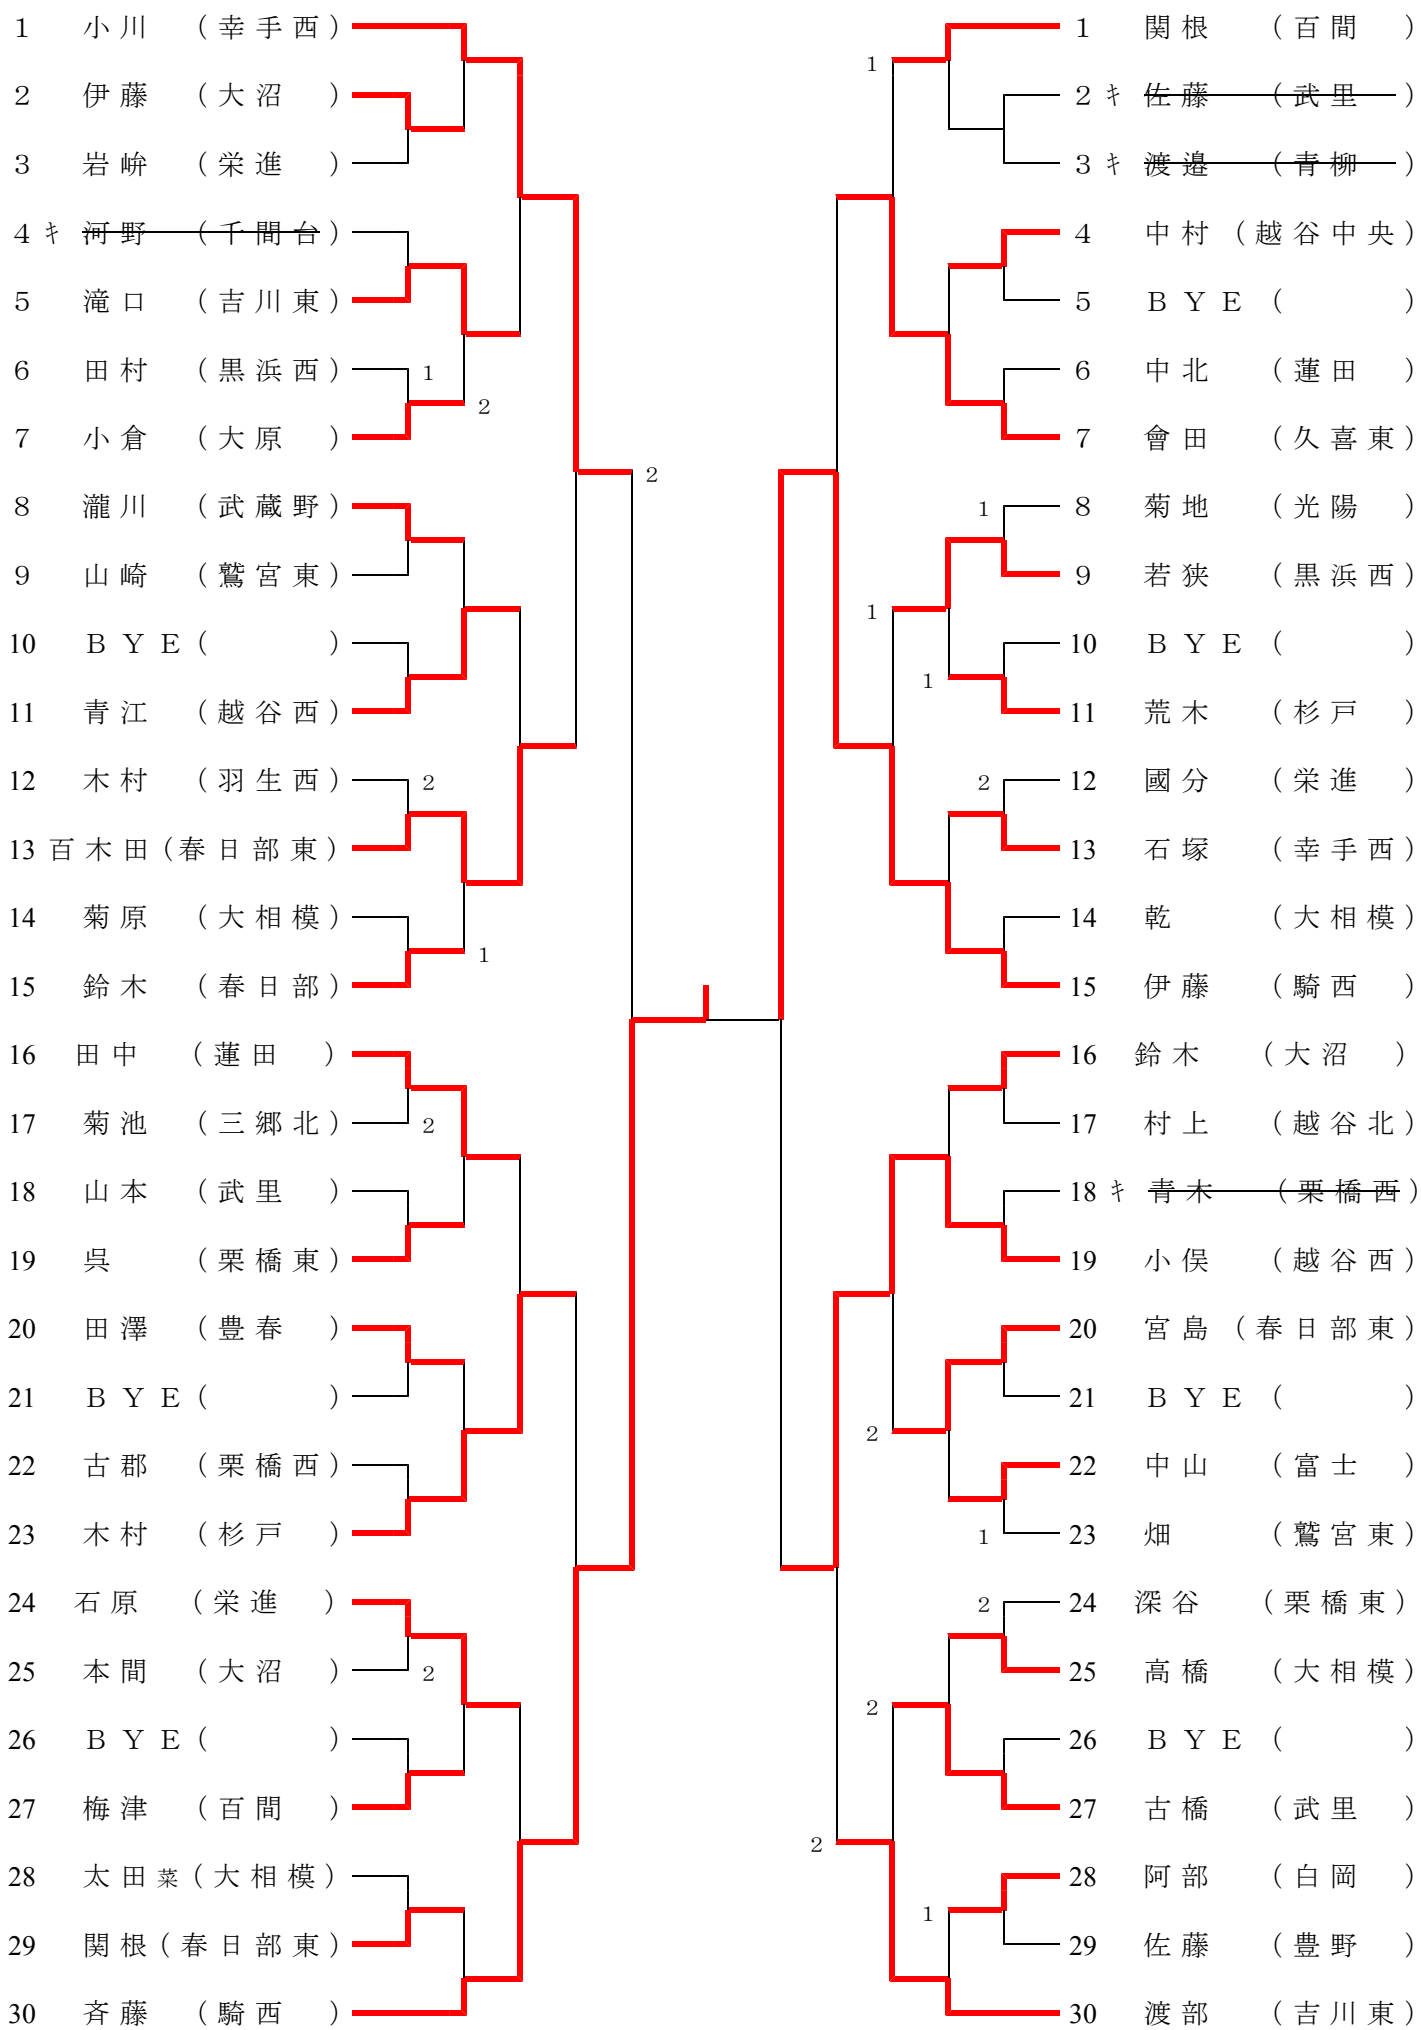 1 小川 (幸手西)
2 伊藤 (大沼 )
3 岩崊 (栄進 )
4 ｷ 河野 (千間台)
5 滝口 (吉川東)
6 田村 (黒浜西) 1
2
7 小倉 (大原 )
8 瀧川 (武蔵野)
9 山崎 (鷲宮東)
10 BYE( )
11 青江 (越谷西)
12 木村 (羽生西) 2
13 百木田(春日部東)
14 菊原 (大相模)
1
15 鈴木 (春日部)
16 田中 (蓮田 )
17 菊池 (三郷北) 2
18 山本 (武里 )
19 呉 (栗橋東)
20 田澤 (豊春 )
21 BYE( )
22 古郡 (栗橋西)
23 木村 (杉戸 )
24 石原 (栄進 )
25 本間 (大沼 ) 2
26 BYE( )
27 梅津 (百間 )
28 太田菜(大相模)
29 関根(春日部東)
30 斉藤 (騎西 )
2
1 関根 (百間 )
1
2 ｷ 佐藤 (武里 )
3 ｷ 渡邉 (青柳 )
4 中村 (越谷中央)
5 BYE ( )
6 中北 (蓮田 )
7 會田 (久喜東)
1 8 菊地 (光陽 )
9 若狭 (黒浜西)
1
10 BYE ( )
1
11 荒木 (杉戸 )
2 12 國分 (栄進 )
13 石塚 (幸手西)
14 乾 (大相模)
15 伊藤 (騎西 )
16 鈴木 (大沼 )
17 村上 (越谷北)
18 ｷ 青木 (栗橋西)
19 小俣 (越谷西)
20 宮島 (春日部東)
21 BYE ( )
2
22 中山 (富士 )
1 23 畑 (鷲宮東)
2 24 深谷 (栗橋東)
25 高橋 (大相模)
2
26 BYE ( )
27 古橋 (武里 )
2
28 阿部 (白岡 )
1
29 佐藤 (豊野 )
30 渡部 (吉川東)